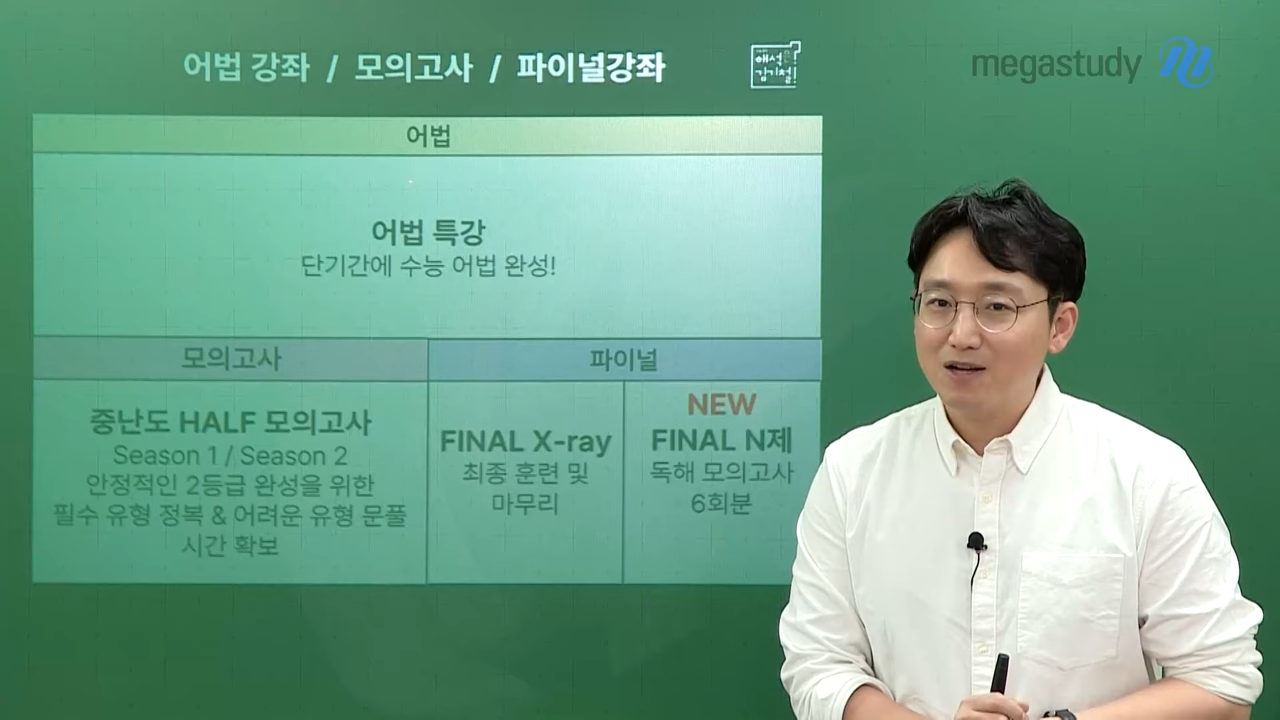 어법 강좌 / 모의고사 / 파이널강좌
해석
김기철!
megastudy
어법
어법 특강
단기간에 수능 어법 완성!
모의고사
파이널
중난도 HALF 모의고사
Season 1 / Season 2
안정적인 2등급 완성을 위한
필수 유형 정복 & 어려운 유형 문풀
시간 확보
FINAL X-ray
최종 훈련 및
마무리
NEW
FINAL N제
독해 모의고사
6회분